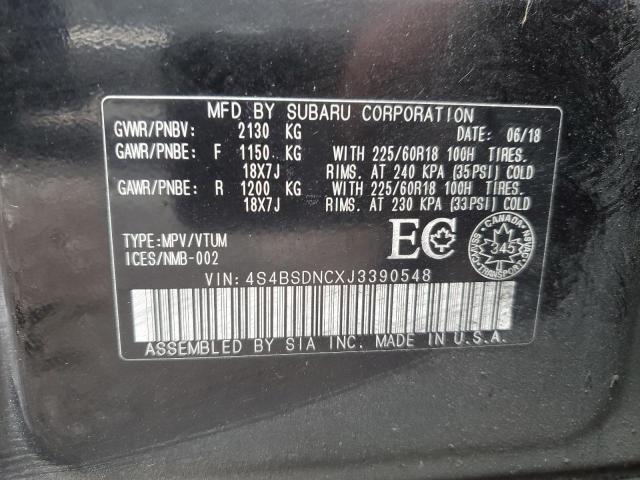 MFD BY SUBARU CORPORATION
GVWR/PNBV: 2130 KG DATE: 06/18
GAWR/PNBE: F 1150 KG WITH 225/60R18 100H TIRES.
18X7J RIMS. AT 240 KPA (35PSI) COLD
GAWR/PNBE: R 1200 KG WITH 225/60R18 100H TIRES.
18X7J RIMS. AT 230 KPA (33PSI) COLD
TYPE:MPV/VTUM
ICES/NMB-002
EC
CANADA
345
TRANSPORT
VIN: 4S4BSDNCXJ3390548
ASSEMBLED BY SIA INC. MADE IN U.S.A.